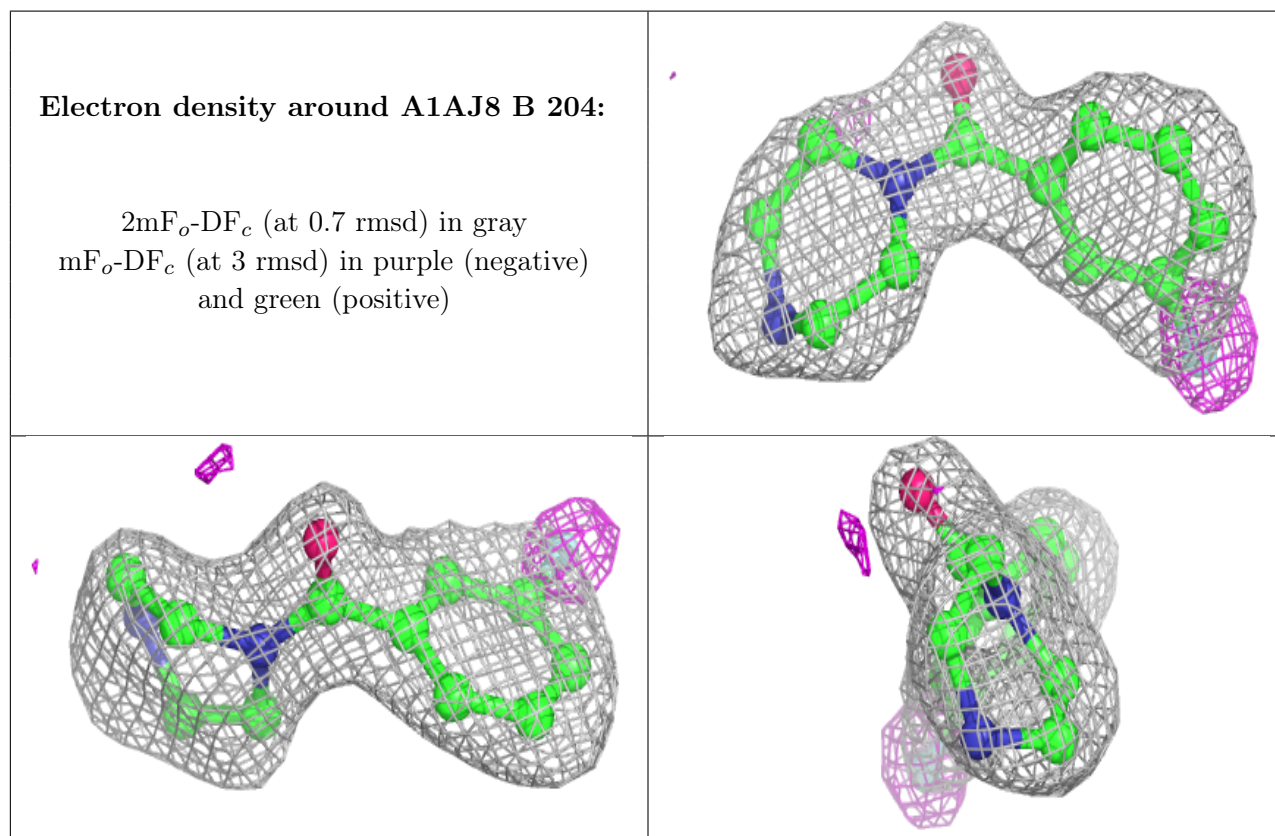 Electron density around A1AJ8 B 204:
2mFₒ-DF𝒸 (at 0.7 rmsd) in gray
mFₒ-DF𝒸 (at 3 rmsd) in purple (negative)
and green (positive)